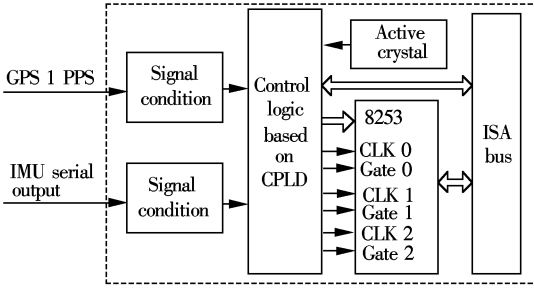 GPS 1 PPS
IMU serial
output
Signal
condition
Signal
condition
Control
logic
based
on
CPLD
Active
crystal
8253
CLK 0
Gate 0
CLK 1
Gate 1
CLK 2
Gate 2
ISA
bus